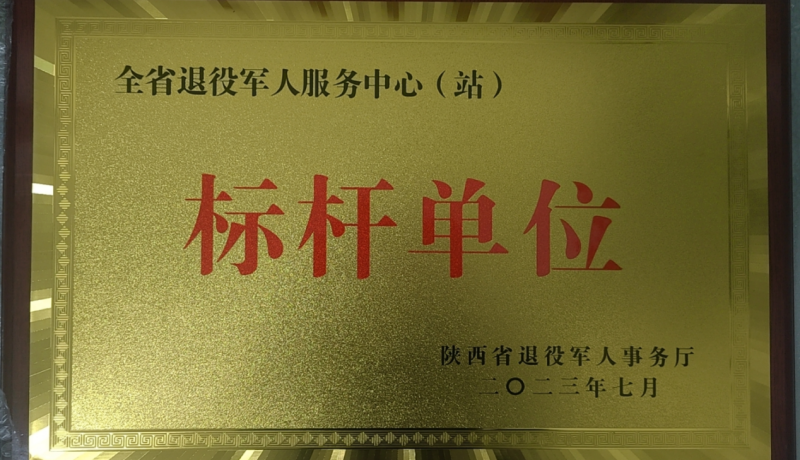 全省退役军人服务中心（站）
标杆单位
陕西省退役军人事务厅
二〇二三年七月